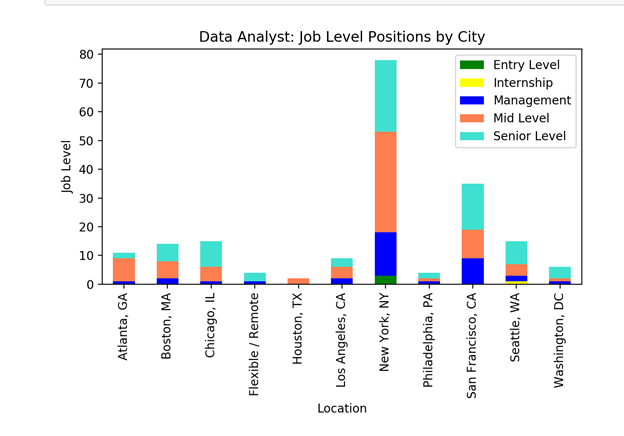 Data Analyst: Job Level Positions by City
80
70
60
50
40
30
20
10
0
Job Level
Entry Level
Internship
Management
Mid Level
Senior Level
Atlanta, GA
Boston, MA
Chicago, IL
Flexible / Remote
Houston, TX
Los Angeles, CA
New York, NY
Philadelphia, PA
San Francisco, CA
Seattle, WA
Washington, DC
Location